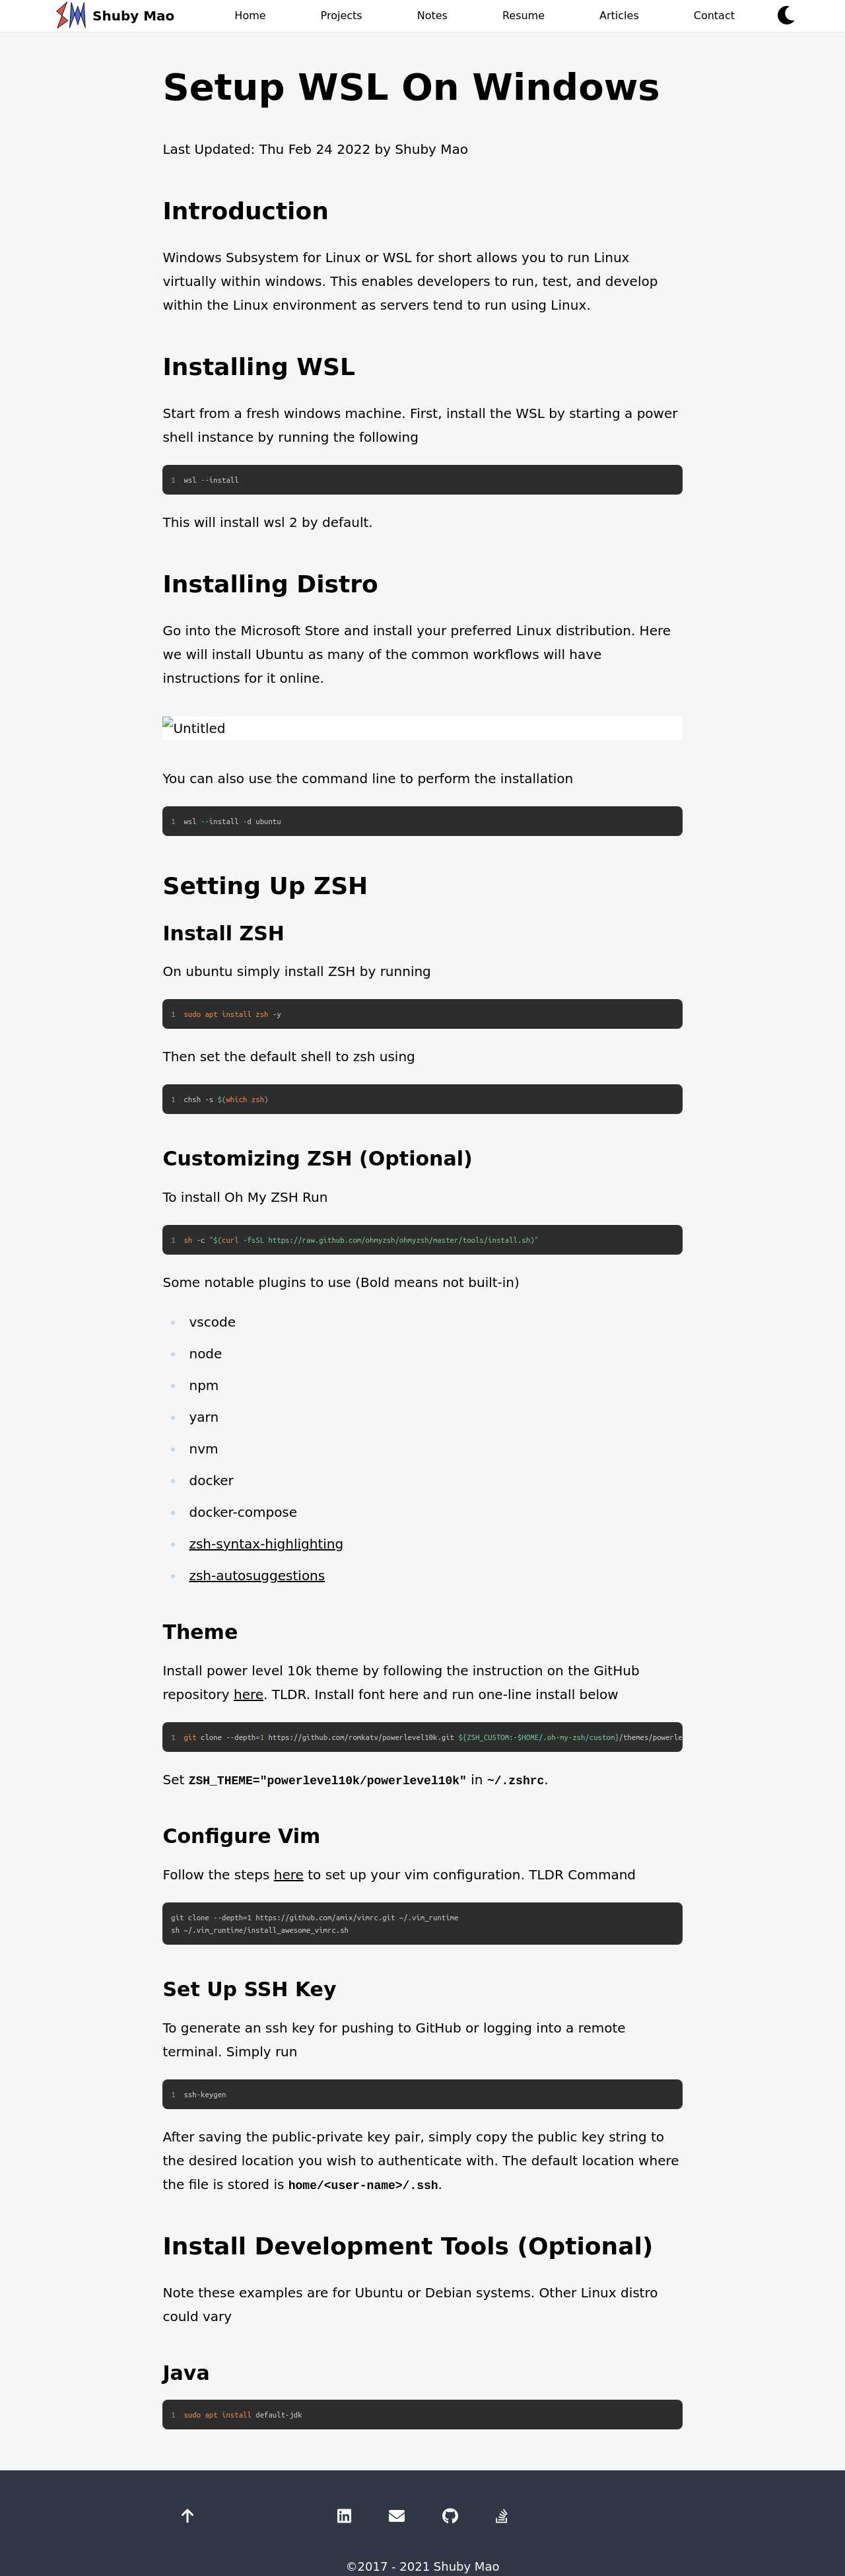 Shuby Mao
Home Projects Notes Resume Articles Contact
Setup WSL On Windows
Last Updated: Thu Feb 24 2022 by Shuby Mao
Introduction
Windows Subsystem for Linux or WSL for short allows you to run Linux
virtually within windows. This enables developers to run, test, and develop
within the Linux environment as servers tend to run using Linux.
Installing WSL
Start from a fresh windows machine. First, install the WSL by starting a power
shell instance by running the following
1 wsl --install
This will install wsl 2 by default.
Installing Distro
Go into the Microsoft Store and install your preferred Linux distribution. Here
we will install Ubuntu as many of the common workflows will have
instructions for it online.
Untitled
You can also use the command line to perform the installation
1 wsl --install -d ubuntu
Setting Up ZSH
Install ZSH
On ubuntu simply install ZSH by running
1 sudo apt install zsh -y
Then set the default shell to zsh using
1 chsh -s $(which zsh)
Customizing ZSH (Optional)
To install Oh My ZSH Run
1 sh -c "$(curl -fsSL https://raw.github.com/ohmyzsh/ohmyzsh/master/tools/install.sh)"
Some notable plugins to use (Bold means not built-in)
vscode
node
npm
yarn
nvm
docker
docker-compose
zsh-syntax-highlighting
zsh-autosuggestions
Theme
Install power level 10k theme by following the instruction on the GitHub
repository here. TLDR. Install font here and run one-line install below
1 git clone --depth=1 https://github.com/romkatv/powerlevel10k.git ${ZSH_CUSTOM:-$HOME/.oh-my-zsh/custom}/themes/powerle
Set ZSH_THEME="powerlevel10k/powerlevel10k" in ~/.zshrc.
Configure Vim
Follow the steps here to set up your vim configuration. TLDR Command
git clone --depth=1 https://github.com/amix/vimrc.git ~/.vim_runtime
sh ~/.vim_runtime/install_awesome_vimrc.sh
Set Up SSH Key
To generate an ssh key for pushing to GitHub or logging into a remote
terminal. Simply run
1 ssh-keygen
After saving the public-private key pair, simply copy the public key string to
the desired location you wish to authenticate with. The default location where
the file is stored is home/<user-name>/.ssh.
Install Development Tools (Optional)
Note these examples are for Ubuntu or Debian systems. Other Linux distro
could vary
Java
1 sudo apt install default-jdk
©2017 - 2021 Shuby Mao